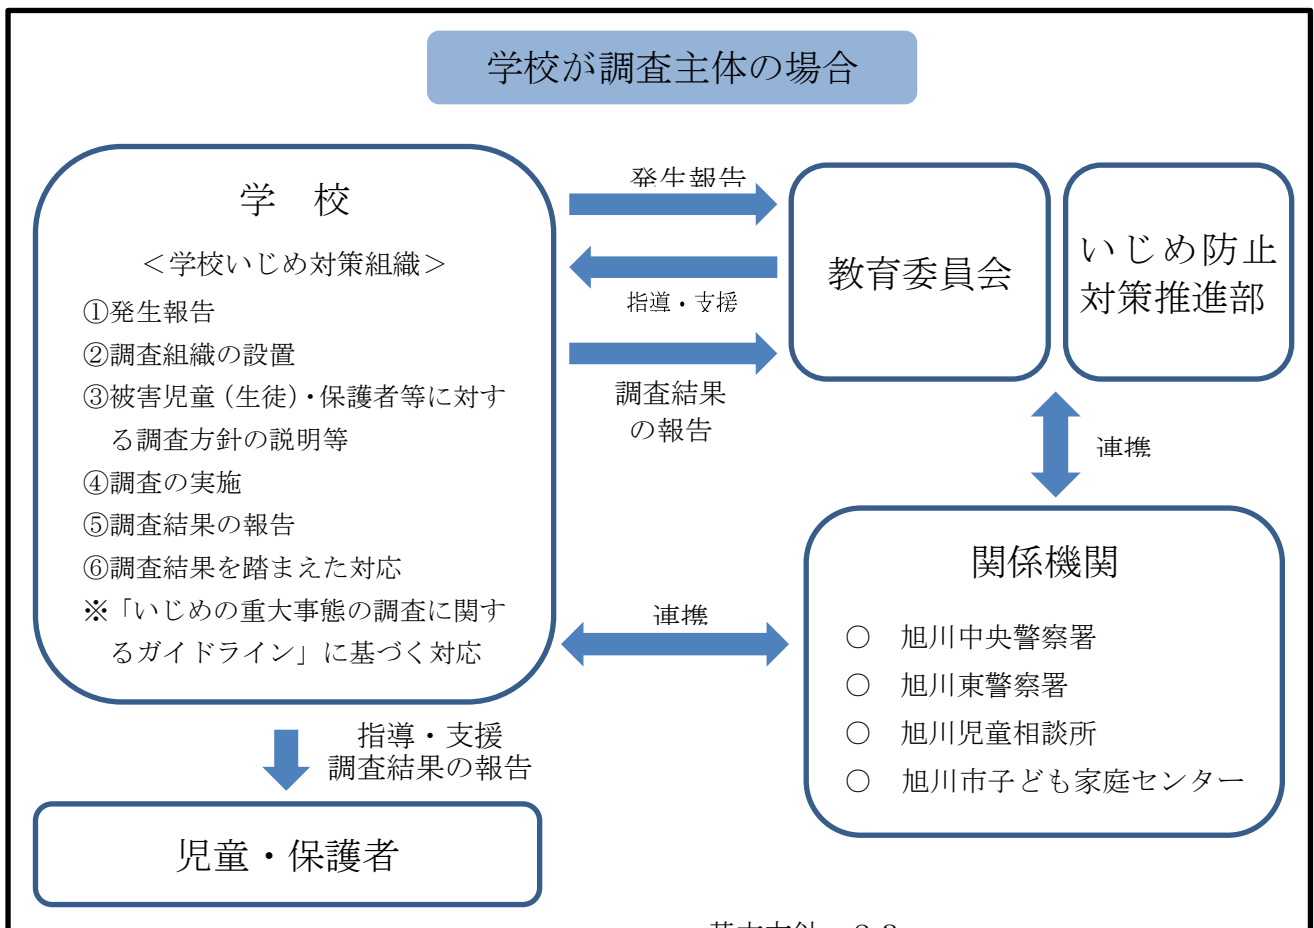 学校が調査主体の場合
学　校
＜学校いじめ対策組織＞
①発生報告
②調査組織の設置
③被害児童（生徒）・保護者等に対す
る調査方針の説明等
④調査の実施
⑤調査結果の報告
⑥調査結果を踏まえた対応
※「いじめの重大事態の調査に関す
るガイドライン」に基づく対応
発生報告
指導・支援
調査結果
の報告
教育委員会
いじめ防止
対策推進部
連携
連携
関係機関
○　旭川中央警察署
○　旭川東警察署
○　旭川児童相談所
○　旭川市子ども家庭センター
指導・支援
調査結果の報告
児童・保護者